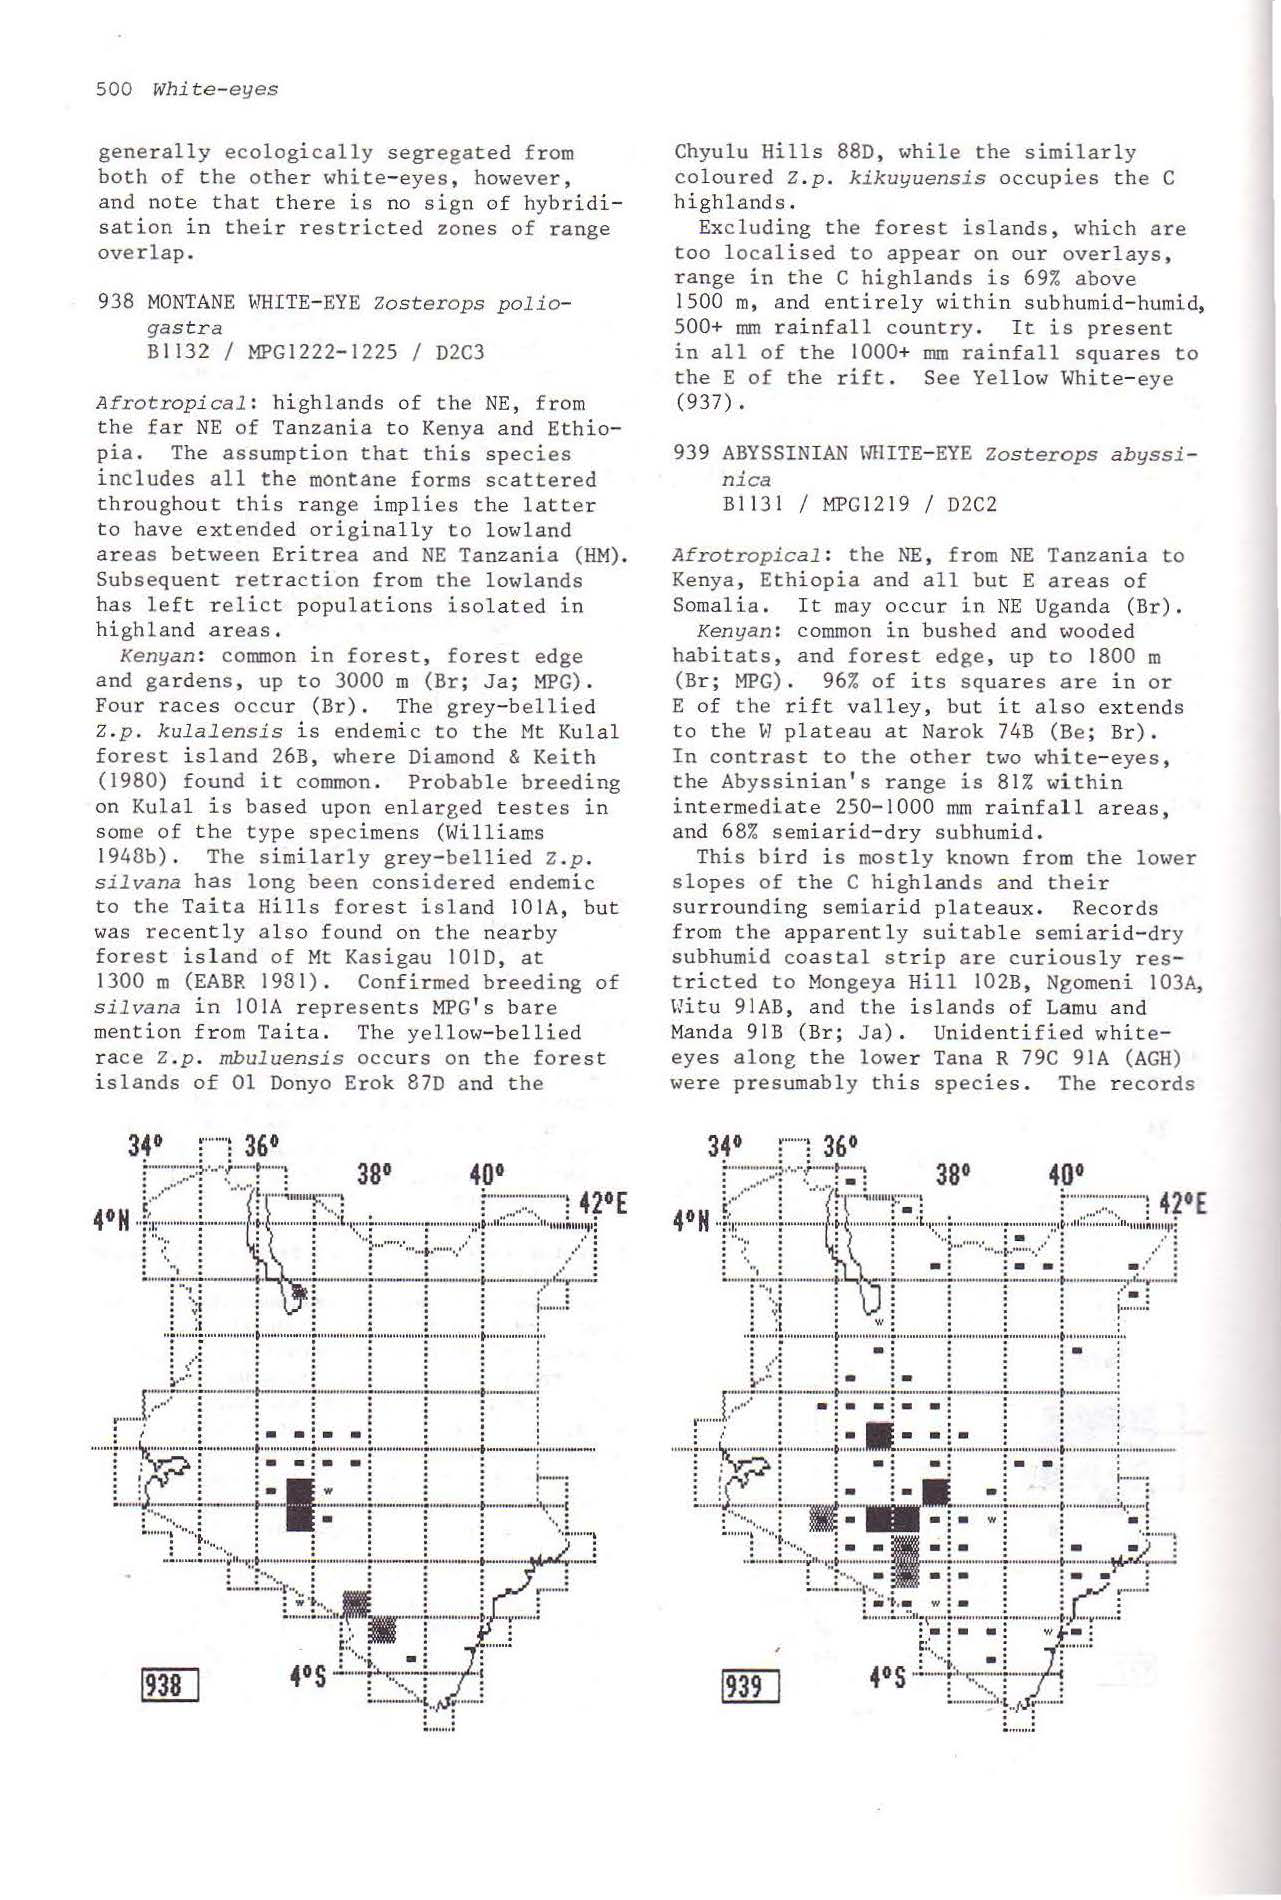 500 White-eyes
generally ecologically segregated from
both of the other white-eyes, however,
and note that there is no sign of hybridi-
sation in their restricted zones of range
overlap.
938 MONTANE WHITE-EYE Zosterops polio-
gastra
B1132 / MPG1222-1225 / D2C3
Afrotropical: highlands of the NE, from
the far NE of Tanzania to Kenya and Ethio-
pia. The assumption that this species
includes all the montane forms scattered
throughout this range implies the latter
to have extended originally to lowland
areas between Eritrea and NE Tanzania (HM).
Subsequent retraction from the lowlands
has left relict populations isolated in
highland areas.
Kenyan: common in forest, forest edge
and gardens, up to 3000 m (Br; Ja; MPG).
Four races occur (Br). The grey-bellied
Z.p. kulalensis is endemic to the Mt Kulal
forest island 26B, where Diamond & Keith
(1980) found it common. Probable breeding
on Kulal is based upon enlarged testes in
some of the type specimens (Williams
1948b). The similarly grey-bellied Z.p.
silvana has long been considered endemic
to the Taita Hills forest island 101A, but
was recently also found on the nearby
forest island of Mt Kasigau 101D, at
1300 m (EABR 1981). Confirmed breeding of
silvana in 101A represents MPG's bare
mention from Taita. The yellow-bellied
race Z.p. mbuluensis occurs on the forest
islands of Ol Donyo Erok 87D and the
Chyulu Hills 88D, while the similarly
coloured Z.p. kikuyuensis occupies the C
highlands.
Excluding the forest islands, which are
too localised to appear on our overlays,
range in the C highlands is 69% above
1500 m, and entirely within subhumid-humid,
500+ mm rainfall country. It is present
in all of the 1000+ mm rainfall squares to
the E of the rift. See Yellow White-eye
(937).
939 ABYSSINIAN WHITE-EYE Zosterops abyssi-
nica
B1131 / MPG1219 / D2C2
Afrotropical: the NE, from NE Tanzania to
Kenya, Ethiopia and all but E areas of
Somalia. It may occur in NE Uganda (Br).
Kenyan: common in bushed and wooded
habitats, and forest edge, up to 1800 m
(Br; MPG). 96% of its squares are in or
E of the rift valley, but it also extends
to the W plateau at Narok 74B (Be; Br).
In contrast to the other two white-eyes,
the Abyssinian's range is 81% within
intermediate 250-1000 mm rainfall areas,
and 68% semiarid-dry subhumid.
This bird is mostly known from the lower
slopes of the C highlands and their
surrounding semiarid plateaux. Records
from the apparently suitable semiarid-dry
subhumid coastal strip are curiously res-
tricted to Mongeya Hill 102B, Ngomeni 103A,
Witu 91AB, and the islands of Lamu and
Manda 91B (Br; Ja). Unidentified white-
eyes along the lower Tana R 79C 91A (AGH)
were presumably this species. The records
34° 36°
38° 40°
42°E
4°N
w
w
4°S
938
34° 36°
38° 40°
42°E
4°N
w
w
w
w
4°S
939